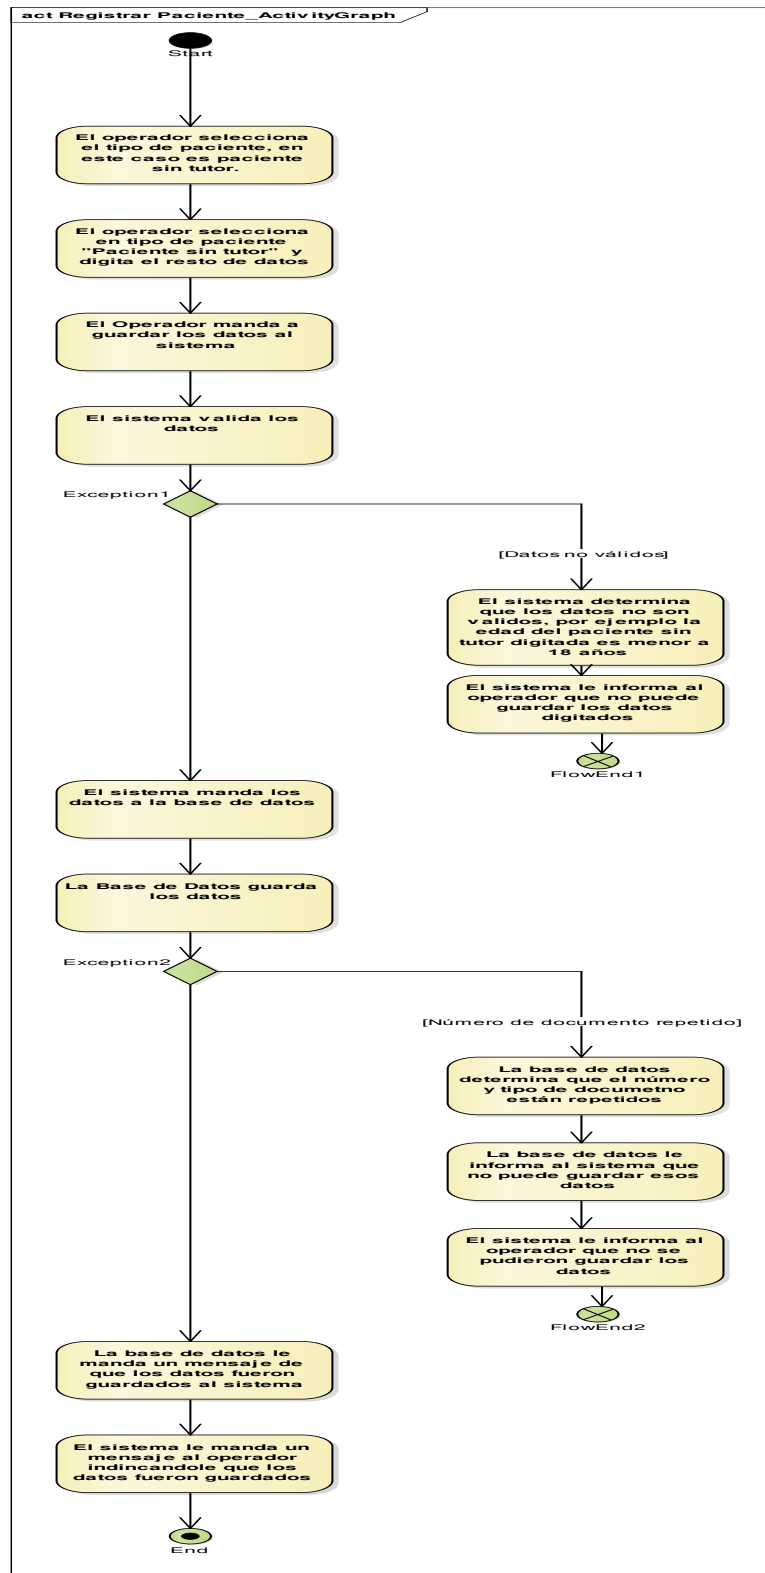 act Registrar Paciente_ActivityGraph
Start
El operador selecciona
el tipo de paciente, en
este caso es paciente
sin tutor.
El operador selecciona
en tipo de paciente
"Paciente sin tutor" y
digita el resto de datos
El Operador manda a
guardar los datos al
sistema
El sistema valida los
datos
Exception1
[Datos no válidos]
El sistema determina
que los datos no son
validos, por ejemplo la
edad del paciente sin
tutor digitada es menor a
18 años
El sistema le informa al
operador que no puede
guardar los datos
digitados
FlowEnd1
El sistema manda los
datos a la base de datos
La Base de Datos guarda
los datos
Exception2
[Número de documento repetido]
La base de datos
determina que el número
y tipo de documetno
están repetidos
La base de datos le
informa al sistema que
no puede guardar esos
datos
El sistema le informa al
operador que no se
pudieron guardar los
datos
FlowEnd2
La base de datos le
manda un mensaje de
que los datos fueron
guardados al sistema
El sistema le manda un
mensaje al operador
indincandole que los
datos fueron guardados
End